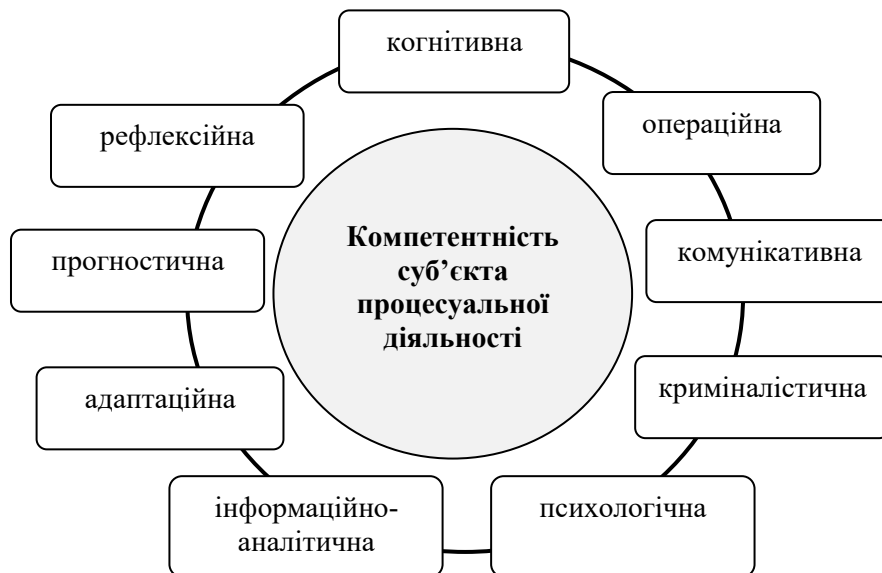 когнітивна
операційна
рефлексійна
Компетентність
суб’єкта
процесуальної
діяльності
прогностична
комунікативна
адаптаційна
криміналістична
інформаційно-
аналітична
психологічна